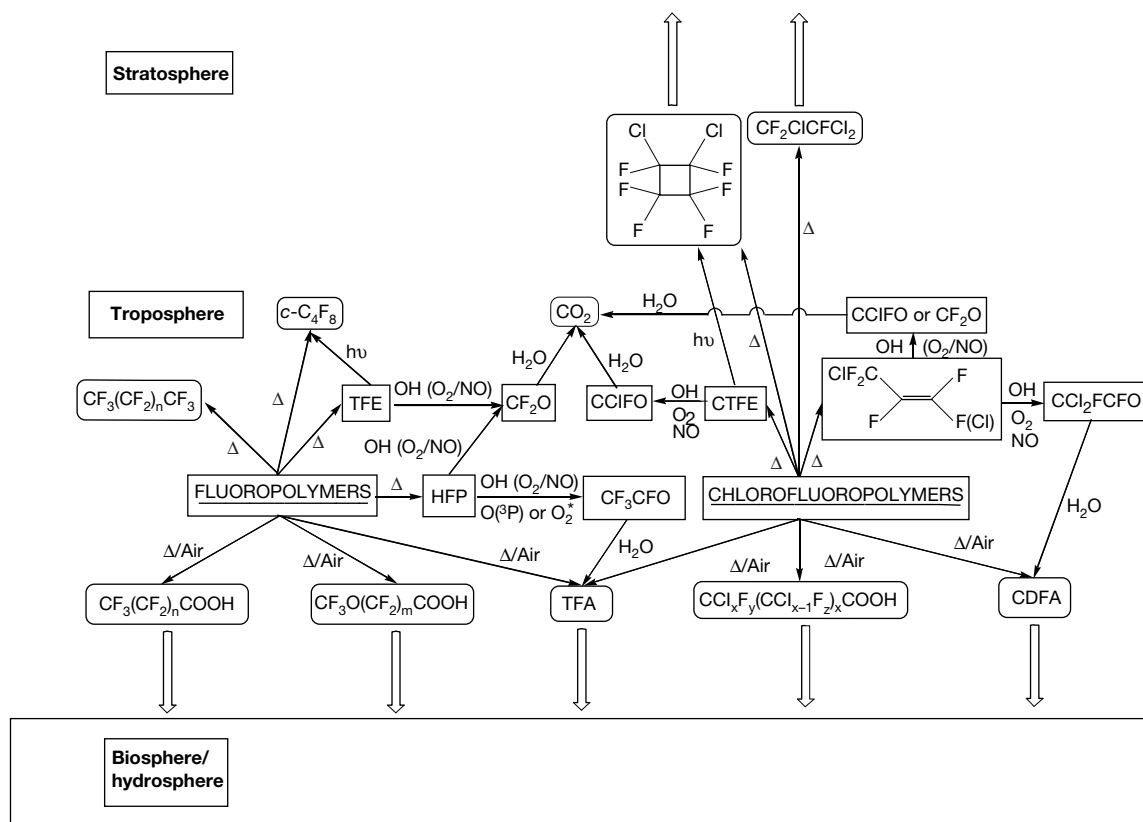 Stratosphere
Cl Cl
F F
F F
F F
CF₂ClCFCl₂
Δ
Troposphere
c-C₄F₈
CO₂
H₂O
CClFO or CF₂O
hυ
H₂O
H₂O
hυ
Δ
OH (O₂/NO)
CF₃(CF₂)ₙCF₃
Δ
TFE
OH (O₂/NO)
CF₂O
CClFO
OH
O₂
NO
CTFE
ClF₂C
F
F
F(Cl)
OH
O₂
NO
CCl₂FCFO
Δ
Δ
OH (O₂/NO)
Δ
Δ
FLUOROPOLYMERS
Δ
HFP
OH (O₂/NO)
O(³P) or O₂*
CF₃CFO
CHLOROFLUOROPOLYMERS
H₂O
Δ/Air
Δ/Air
Δ/Air
H₂O
Δ/Air
Δ/Air
Δ/Air
CF₃(CF₂)ₙCOOH
CF₃O(CF₂)ₘCOOH
TFA
CClₓFᵧ(CClₓ₋₁F_z)ₓCOOH
CDFA
Biosphere/
hydrosphere